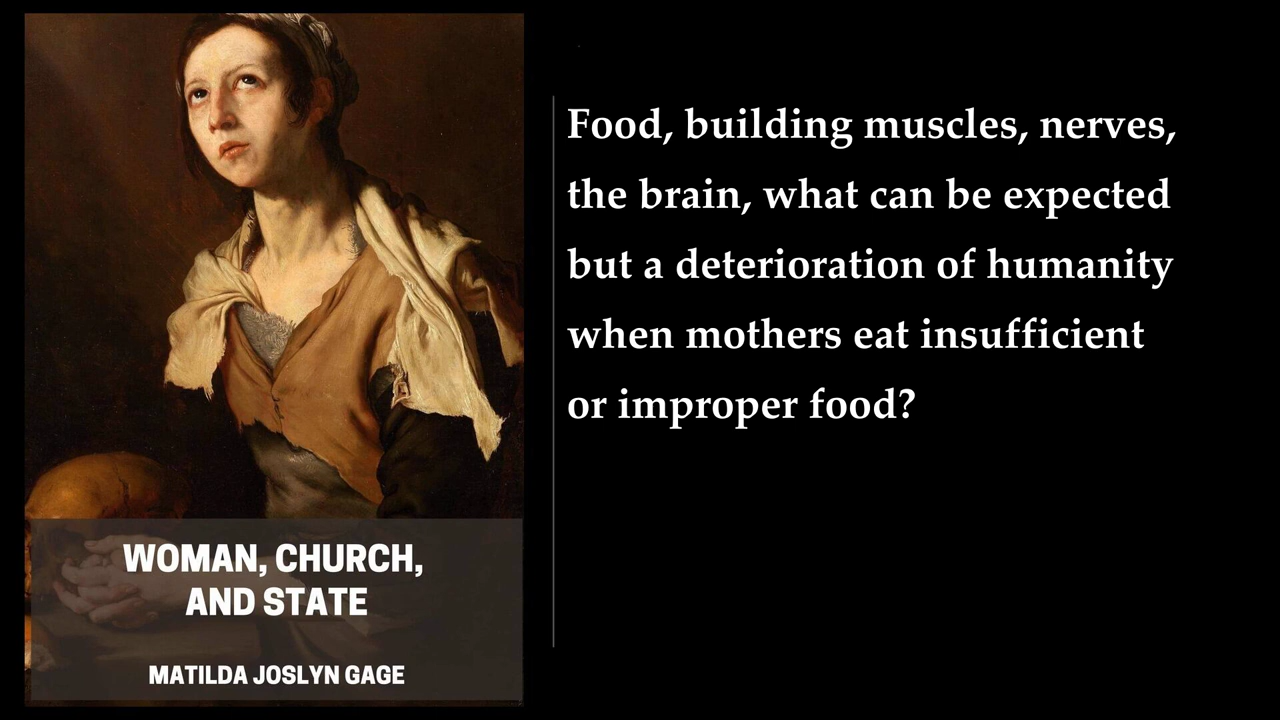 WOMAN, CHURCH,
AND STATE
MATILDA JOSLYN GAGE
Food, building muscles, nerves,
the brain, what can be expected
but a deterioration of humanity
when mothers eat insufficient
or improper food?